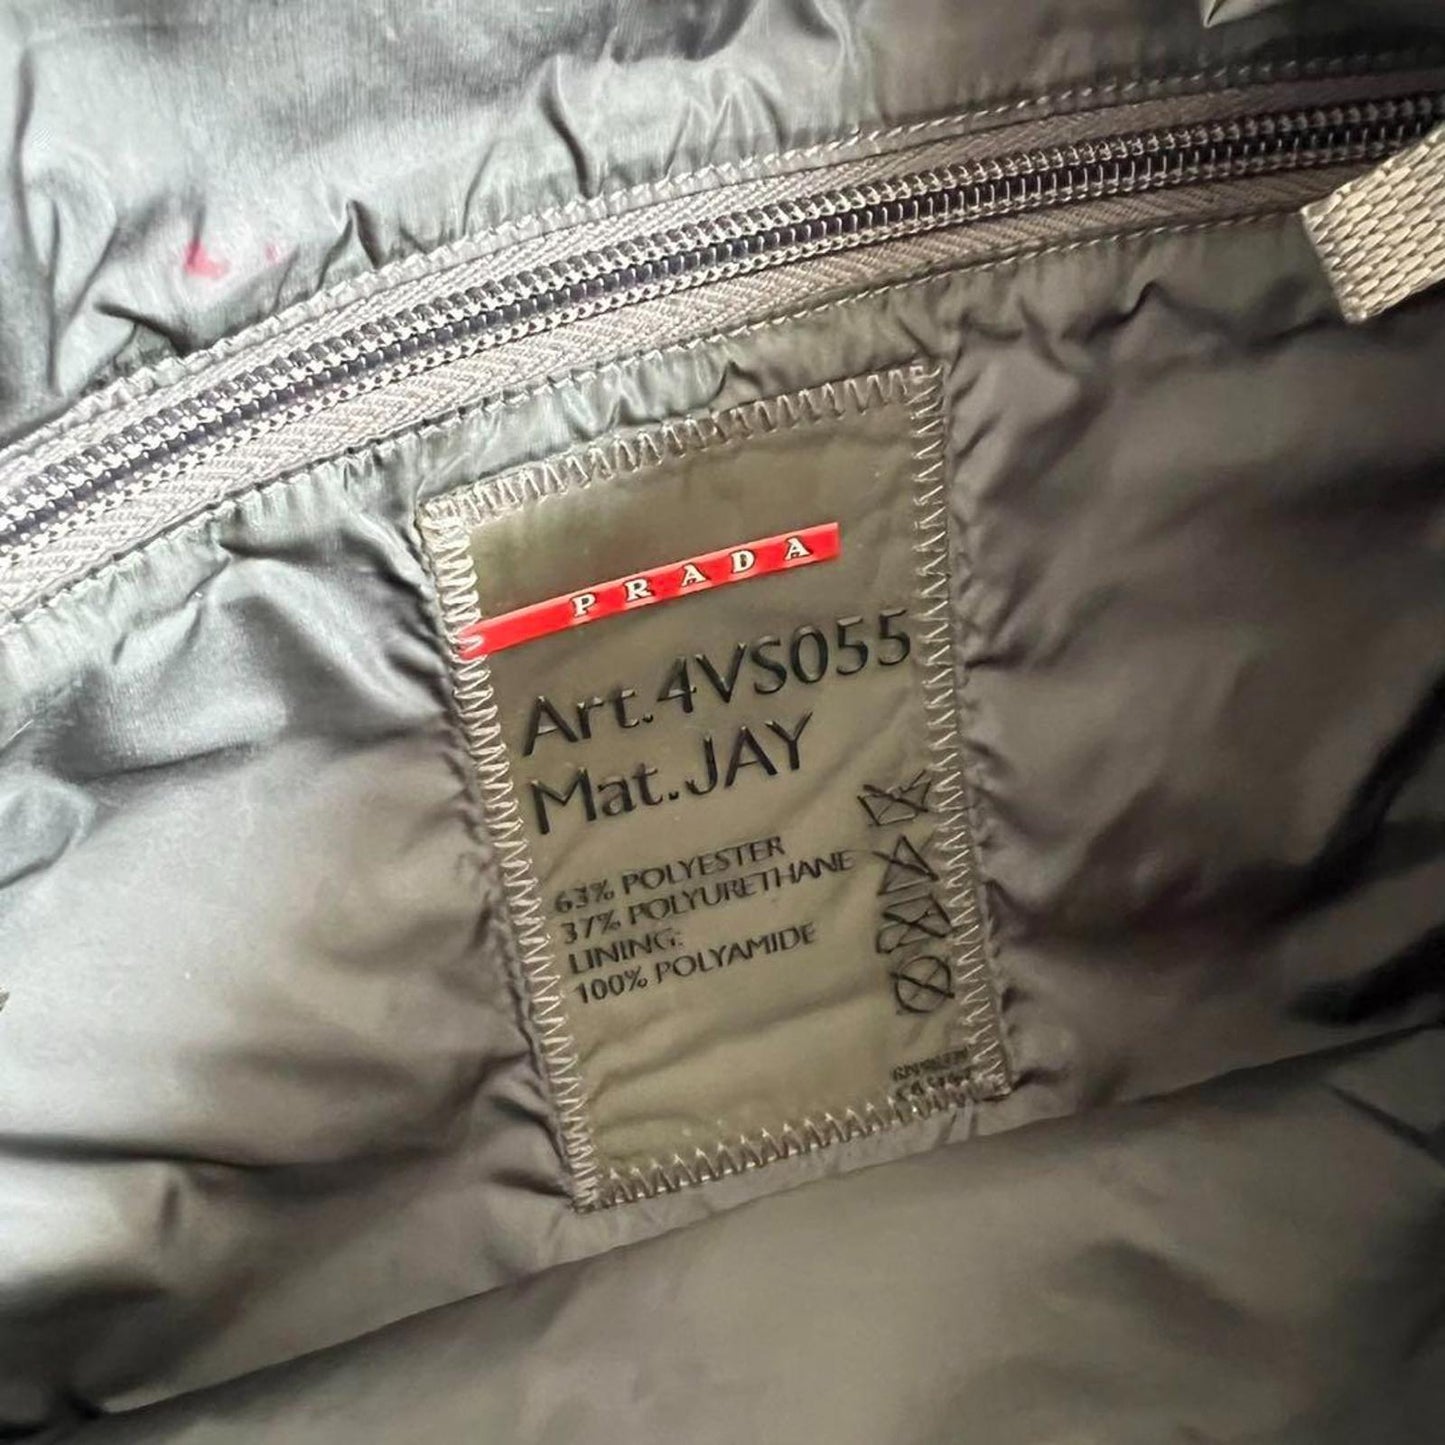 PRADA
Art.4VS055
Mat.JAY
63% POLYESTER
37% POLYURETHANE
LINING:
100% POLYAMIDE